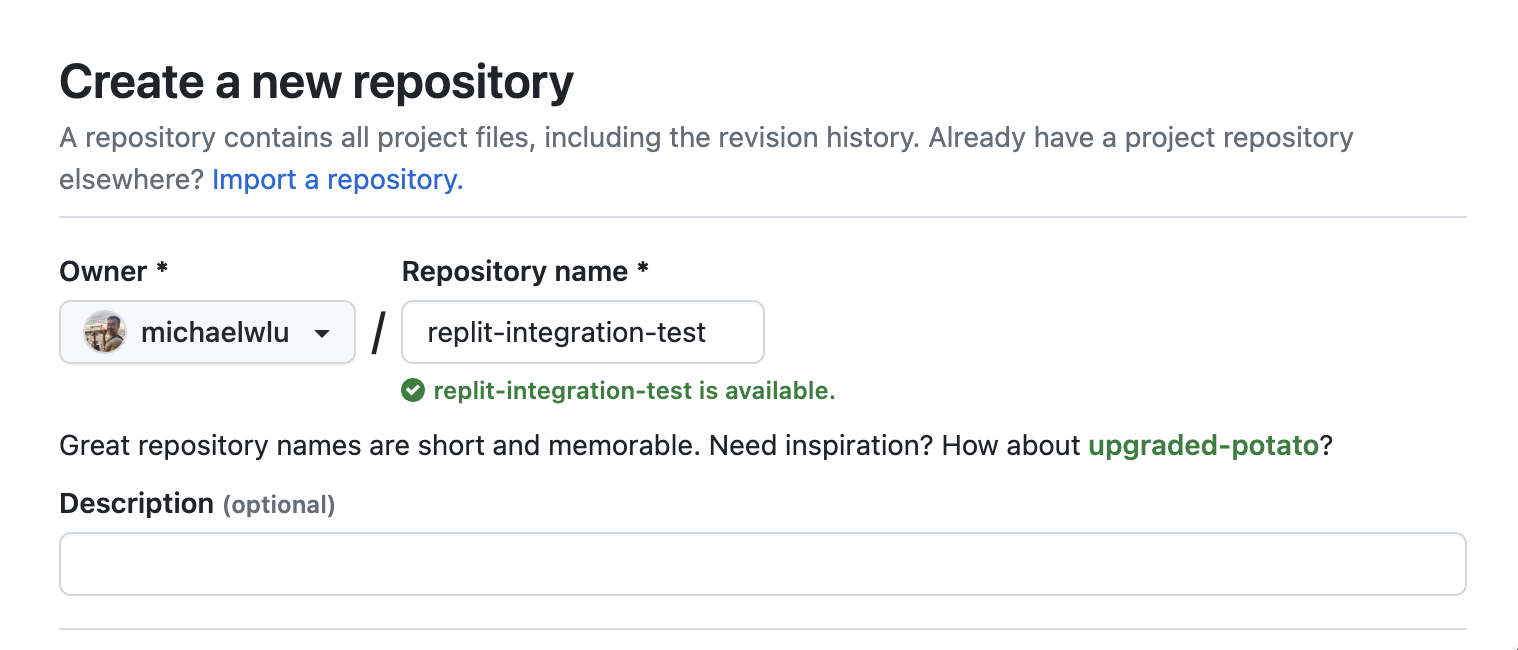 Create a new repository
A repository contains all project files, including the revision history. Already have a project repository
elsewhere? Import a repository.
Owner * Repository name *
michaelwlu / replit-integration-test
replit-integration-test is available.
Great repository names are short and memorable. Need inspiration? How about upgraded-potato?
Description (optional)